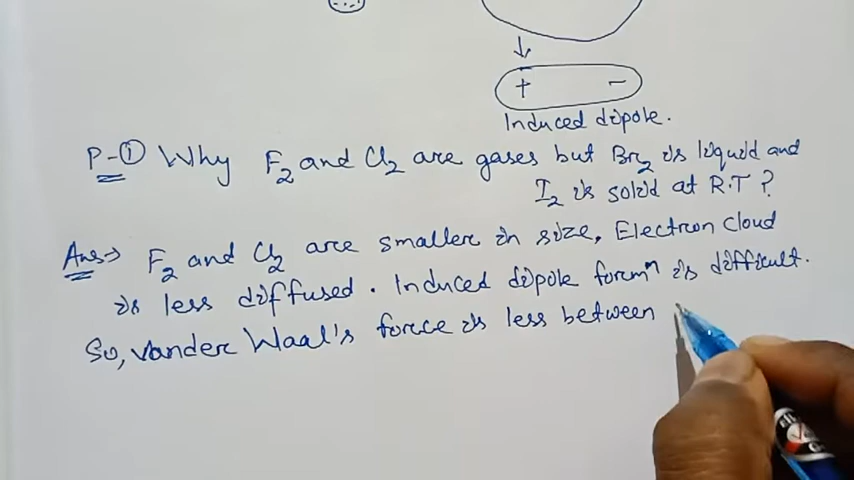 + −
Induced dipole.
P-① Why F₂ and Cl₂ are gases but Br₂ is liquid and
I₂ is solid at R.T ?
Ans→ F₂ and Cl₂ are smaller in size, Electron Cloud
is less diffused. Induced dipole formⁿ is difficult.
So, vander Waal's force is less between